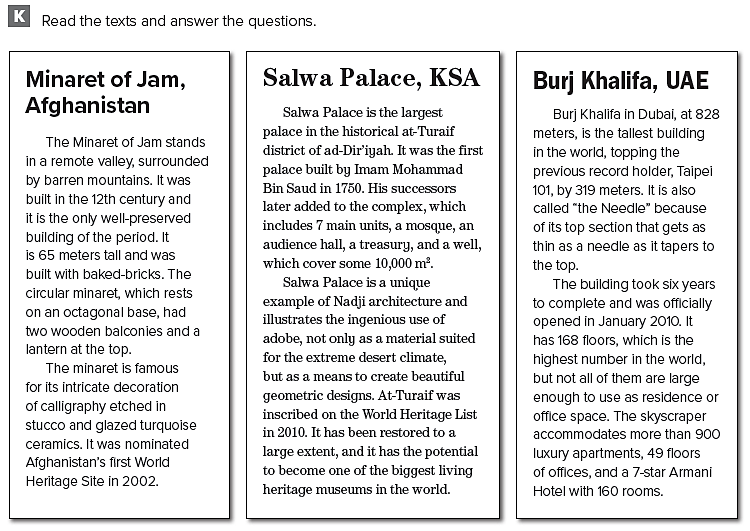 K Read the texts and answer the questions.
Minaret of Jam,
Afghanistan
The Minaret of Jam stands
in a remote valley, surrounded
by barren mountains. It was
built in the 12th century and
it is the only well-preserved
building of the period. It
is 65 meters tall and was
built with baked-bricks. The
circular minaret, which rests
on an octagonal base, had
two wooden balconies and a
lantern at the top.
The minaret is famous
for its intricate decoration
of calligraphy etched in
stucco and glazed turquoise
ceramics. It was nominated
Afghanistan's first World
Heritage Site in 2002.
Salwa Palace, KSA
Salwa Palace is the largest
palace in the historical at-Turaif
district of ad-Dir'iyah. It was the first
palace built by Imam Mohammad
Bin Saud in 1750. His successors
later added to the complex, which
includes 7 main units, a mosque, an
audience hall, a treasury, and a well,
which cover some 10,000 m².
Salwa Palace is a unique
example of Nadji architecture and
illustrates the ingenious use of
adobe, not only as a material suited
for the extreme desert climate,
but as a means to create beautiful
geometric designs. At-Turaif was
inscribed on the World Heritage List
in 2010. It has been restored to a
large extent, and it has the potential
to become one of the biggest living
heritage museums in the world.
Burj Khalifa, UAE
Burj Khalifa in Dubai, at 828
meters, is the tallest building
in the world, topping the
previous record holder, Taipei
101, by 319 meters. It is also
called "the Needle" because
of its top section that gets as
thin as a needle as it tapers to
the top.
The building took six years
to complete and was officially
opened in January 2010. It
has 168 floors, which is the
highest number in the world,
but not all of them are large
enough to use as residence or
office space. The skyscraper
accommodates more than 900
luxury apartments, 49 floors
of offices, and a 7-star Armani
Hotel with 160 rooms.